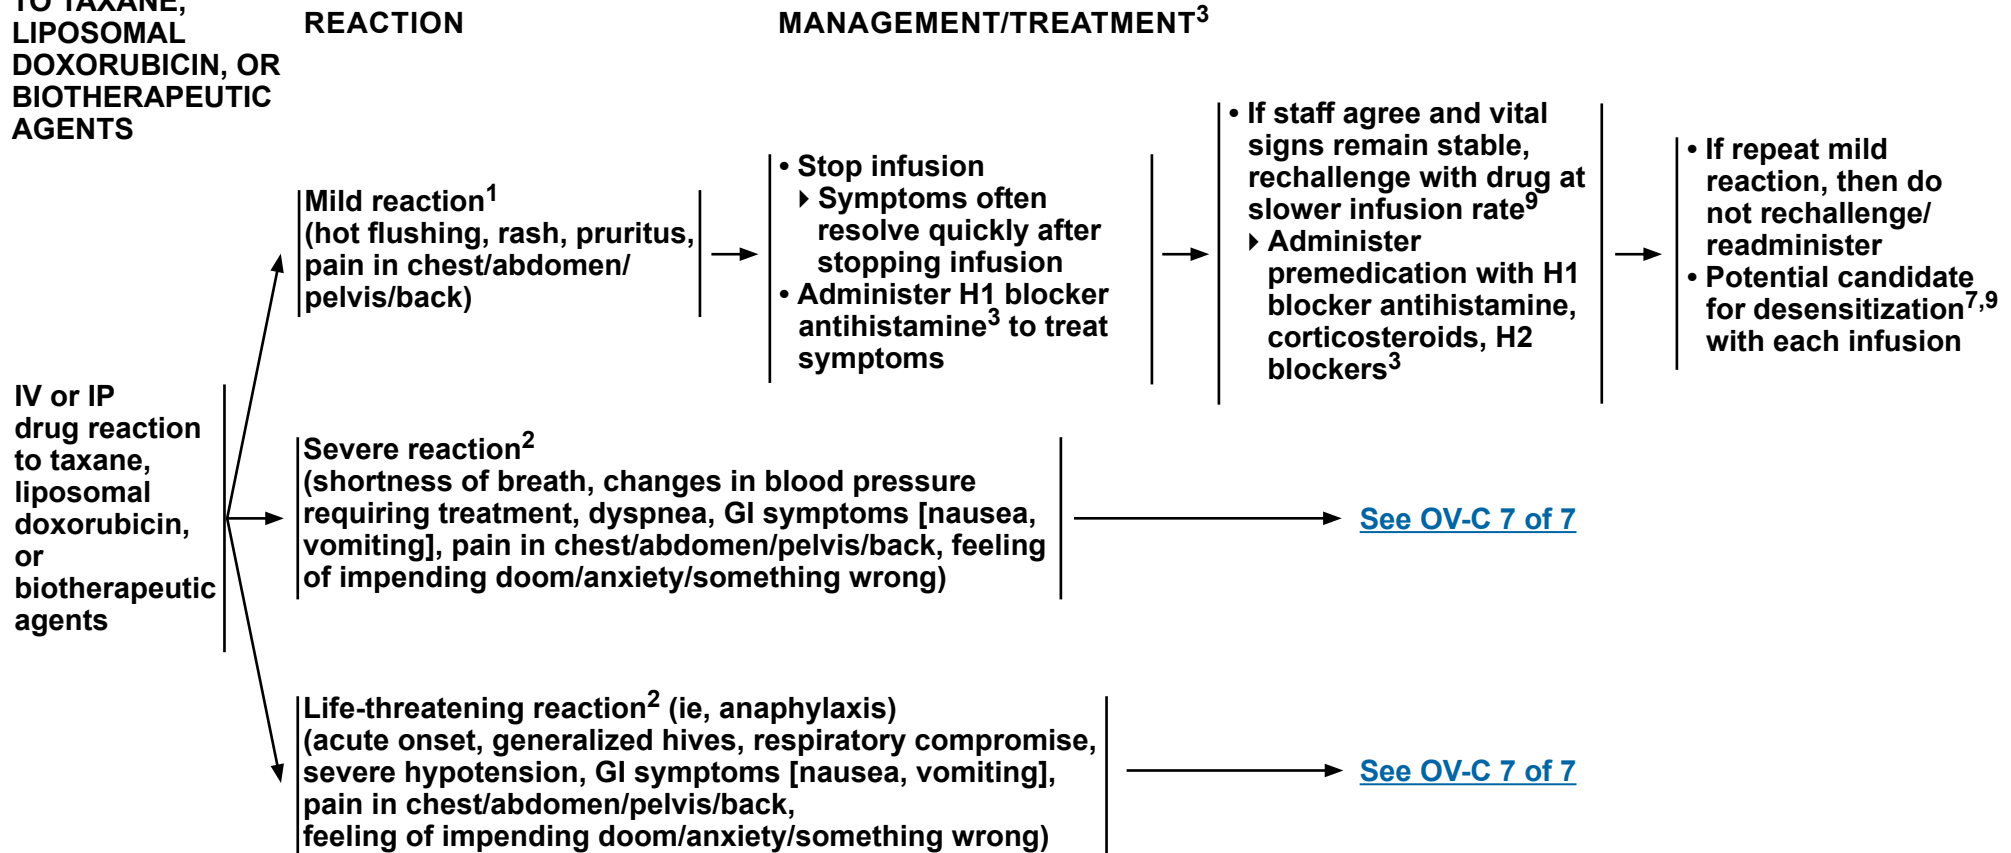 TO TAXANE,
LIPOSOMAL
DOXORUBICIN, OR
BIOTHERAPEUTIC
AGENTS
REACTION
MANAGEMENT/TREATMENT3
IV or IP
drug reaction
to taxane,
liposomal
doxorubicin,
or
biotherapeutic
agents
Mild reaction1
(hot flushing, rash, pruritus,
pain in chest/abdomen/
pelvis/back)
• Stop infusion
▸ Symptoms often
resolve quickly after
stopping infusion
• Administer H1 blocker
antihistamine3 to treat
symptoms
• If staff agree and vital
signs remain stable,
rechallenge with drug at
slower infusion rate9
▸ Administer
premedication with H1
blocker antihistamine,
corticosteroids, H2
blockers3
• If repeat mild
reaction, then do
not rechallenge/
readminister
• Potential candidate
for desensitization7,9
with each infusion
Severe reaction2
(shortness of breath, changes in blood pressure
requiring treatment, dyspnea, GI symptoms [nausea,
vomiting], pain in chest/abdomen/pelvis/back, feeling
of impending doom/anxiety/something wrong)
See OV-C 7 of 7
Life-threatening reaction2 (ie, anaphylaxis)
(acute onset, generalized hives, respiratory compromise,
severe hypotension, GI symptoms [nausea, vomiting],
pain in chest/abdomen/pelvis/back,
feeling of impending doom/anxiety/something wrong)
See OV-C 7 of 7